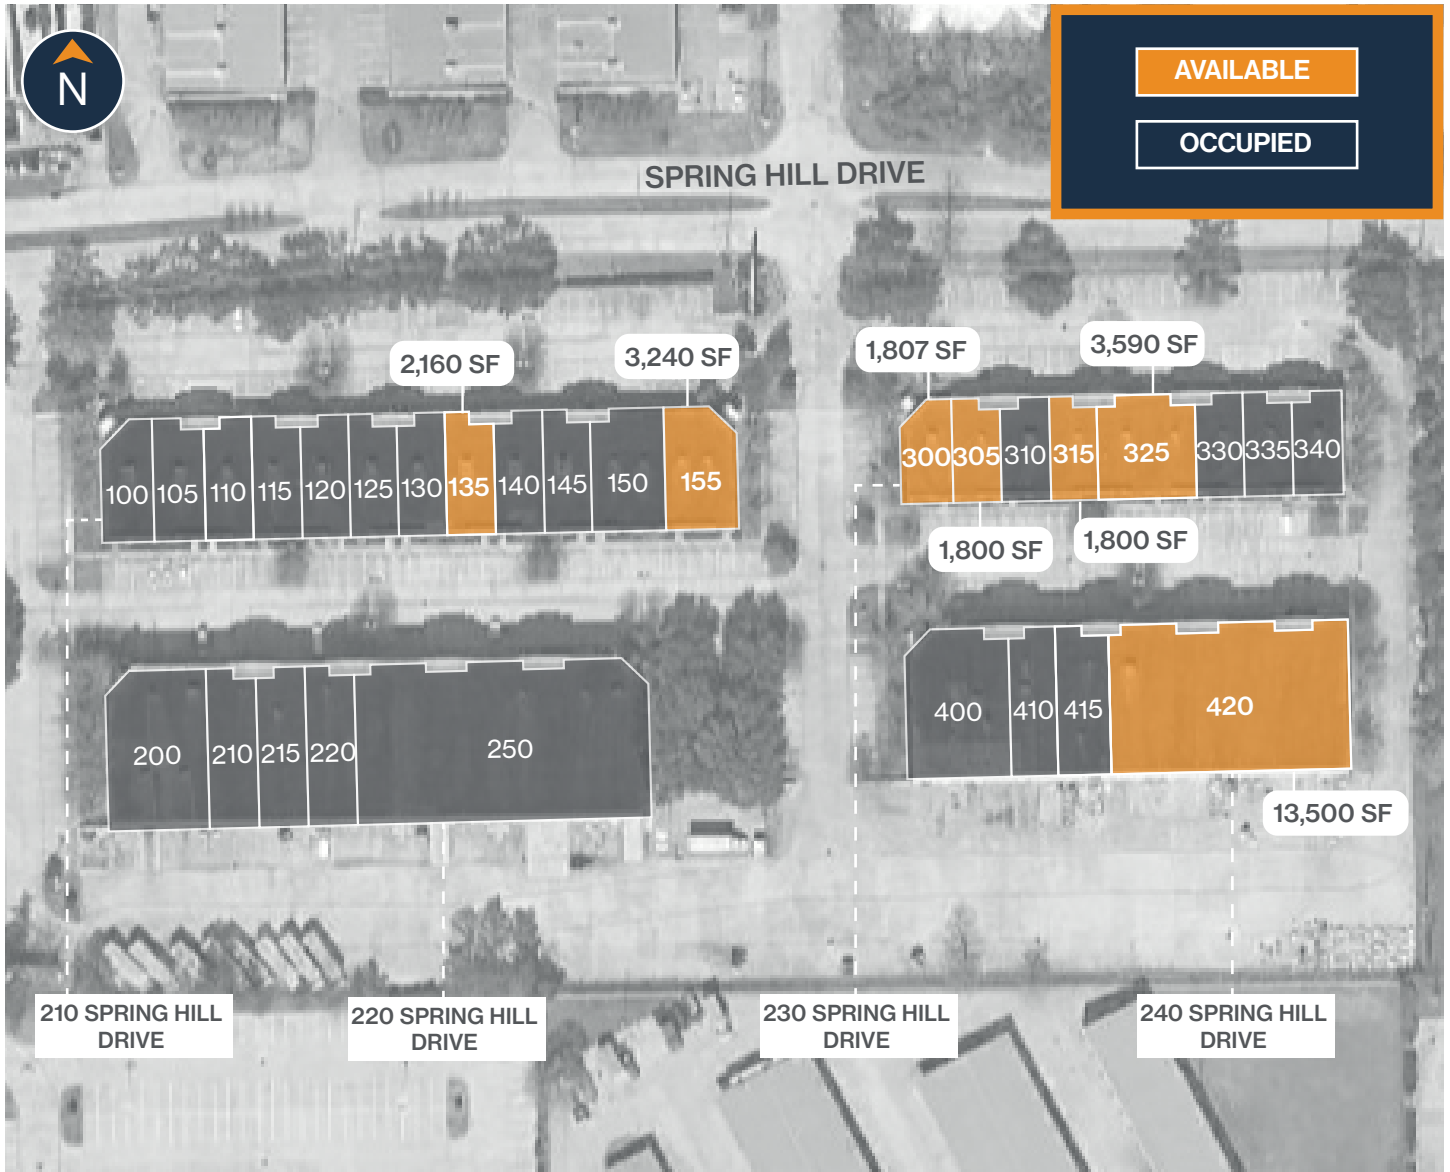 N
AVAILABLE
OCCUPIED
SPRING HILL DRIVE
2,160 SF
3,240 SF
1,807 SF
3,590 SF
100
105
110
115
120
125
130
135
140
145
150
155
300
305
310
315
325
330
335
340
1,800 SF
1,800 SF
200
210
215
220
250
400
410
415
420
13,500 SF
210 SPRING HILL
DRIVE
220 SPRING HILL
DRIVE
230 SPRING HILL
DRIVE
240 SPRING HILL
DRIVE